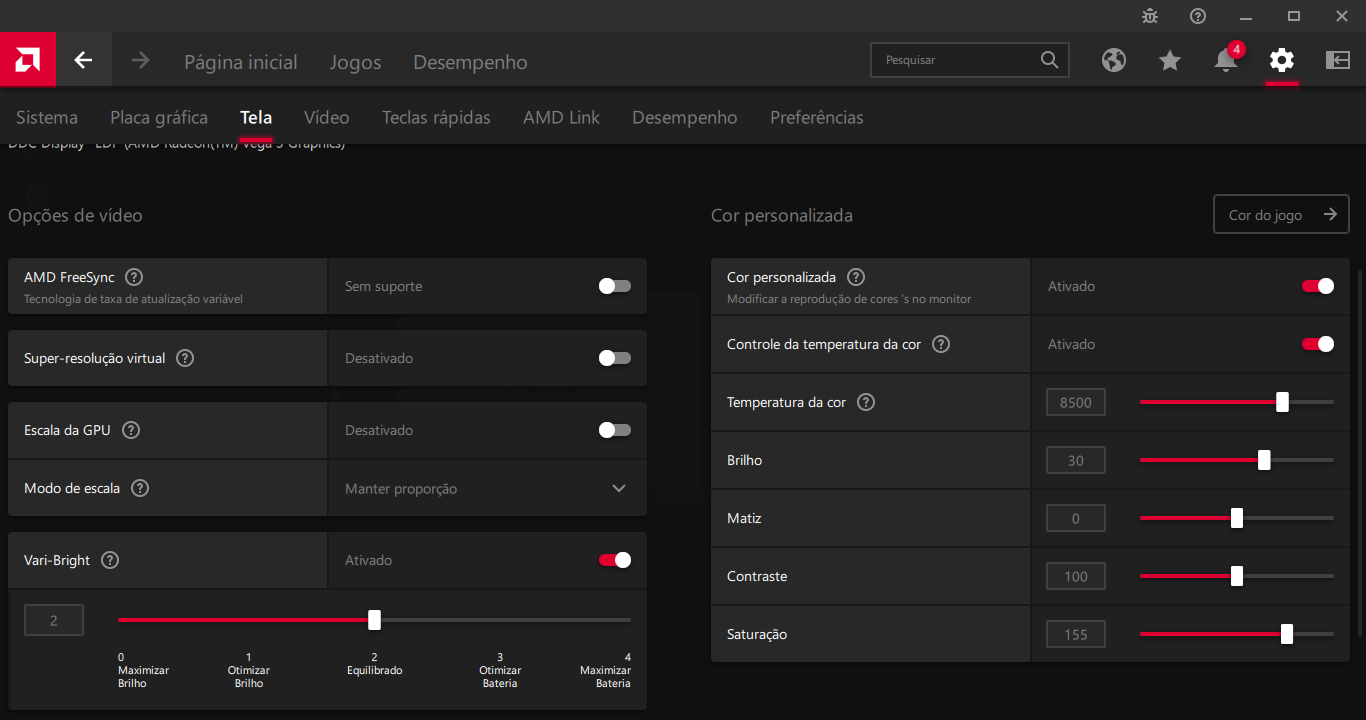 4
Página inicial
Jogos
Desempenho
Pesquisar
Sistema
Placa gráfica
Tela
Vídeo
Teclas rápidas
AMD Link
Desempenho
Preferências
DDC Display - EDP (AMD Radeon(TM) Vega 3 Graphics)
Opções de vídeo
AMD FreeSync
Tecnologia de taxa de atualização variável
Sem suporte
Super-resolução virtual
Desativado
Escala da GPU
Desativado
Modo de escala
Manter proporção
Vari-Bright
Ativado
2
0
Maximizar
Brilho
1
Otimizar
Brilho
2
Equilibrado
3
Otimizar
Bateria
4
Maximizar
Bateria
Cor personalizada
Cor do jogo
Cor personalizada
Modificar a reprodução de cores ´s no monitor
Ativado
Controle da temperatura da cor
Ativado
Temperatura da cor
8500
Brilho
30
Matiz
0
Contraste
100
Saturação
155